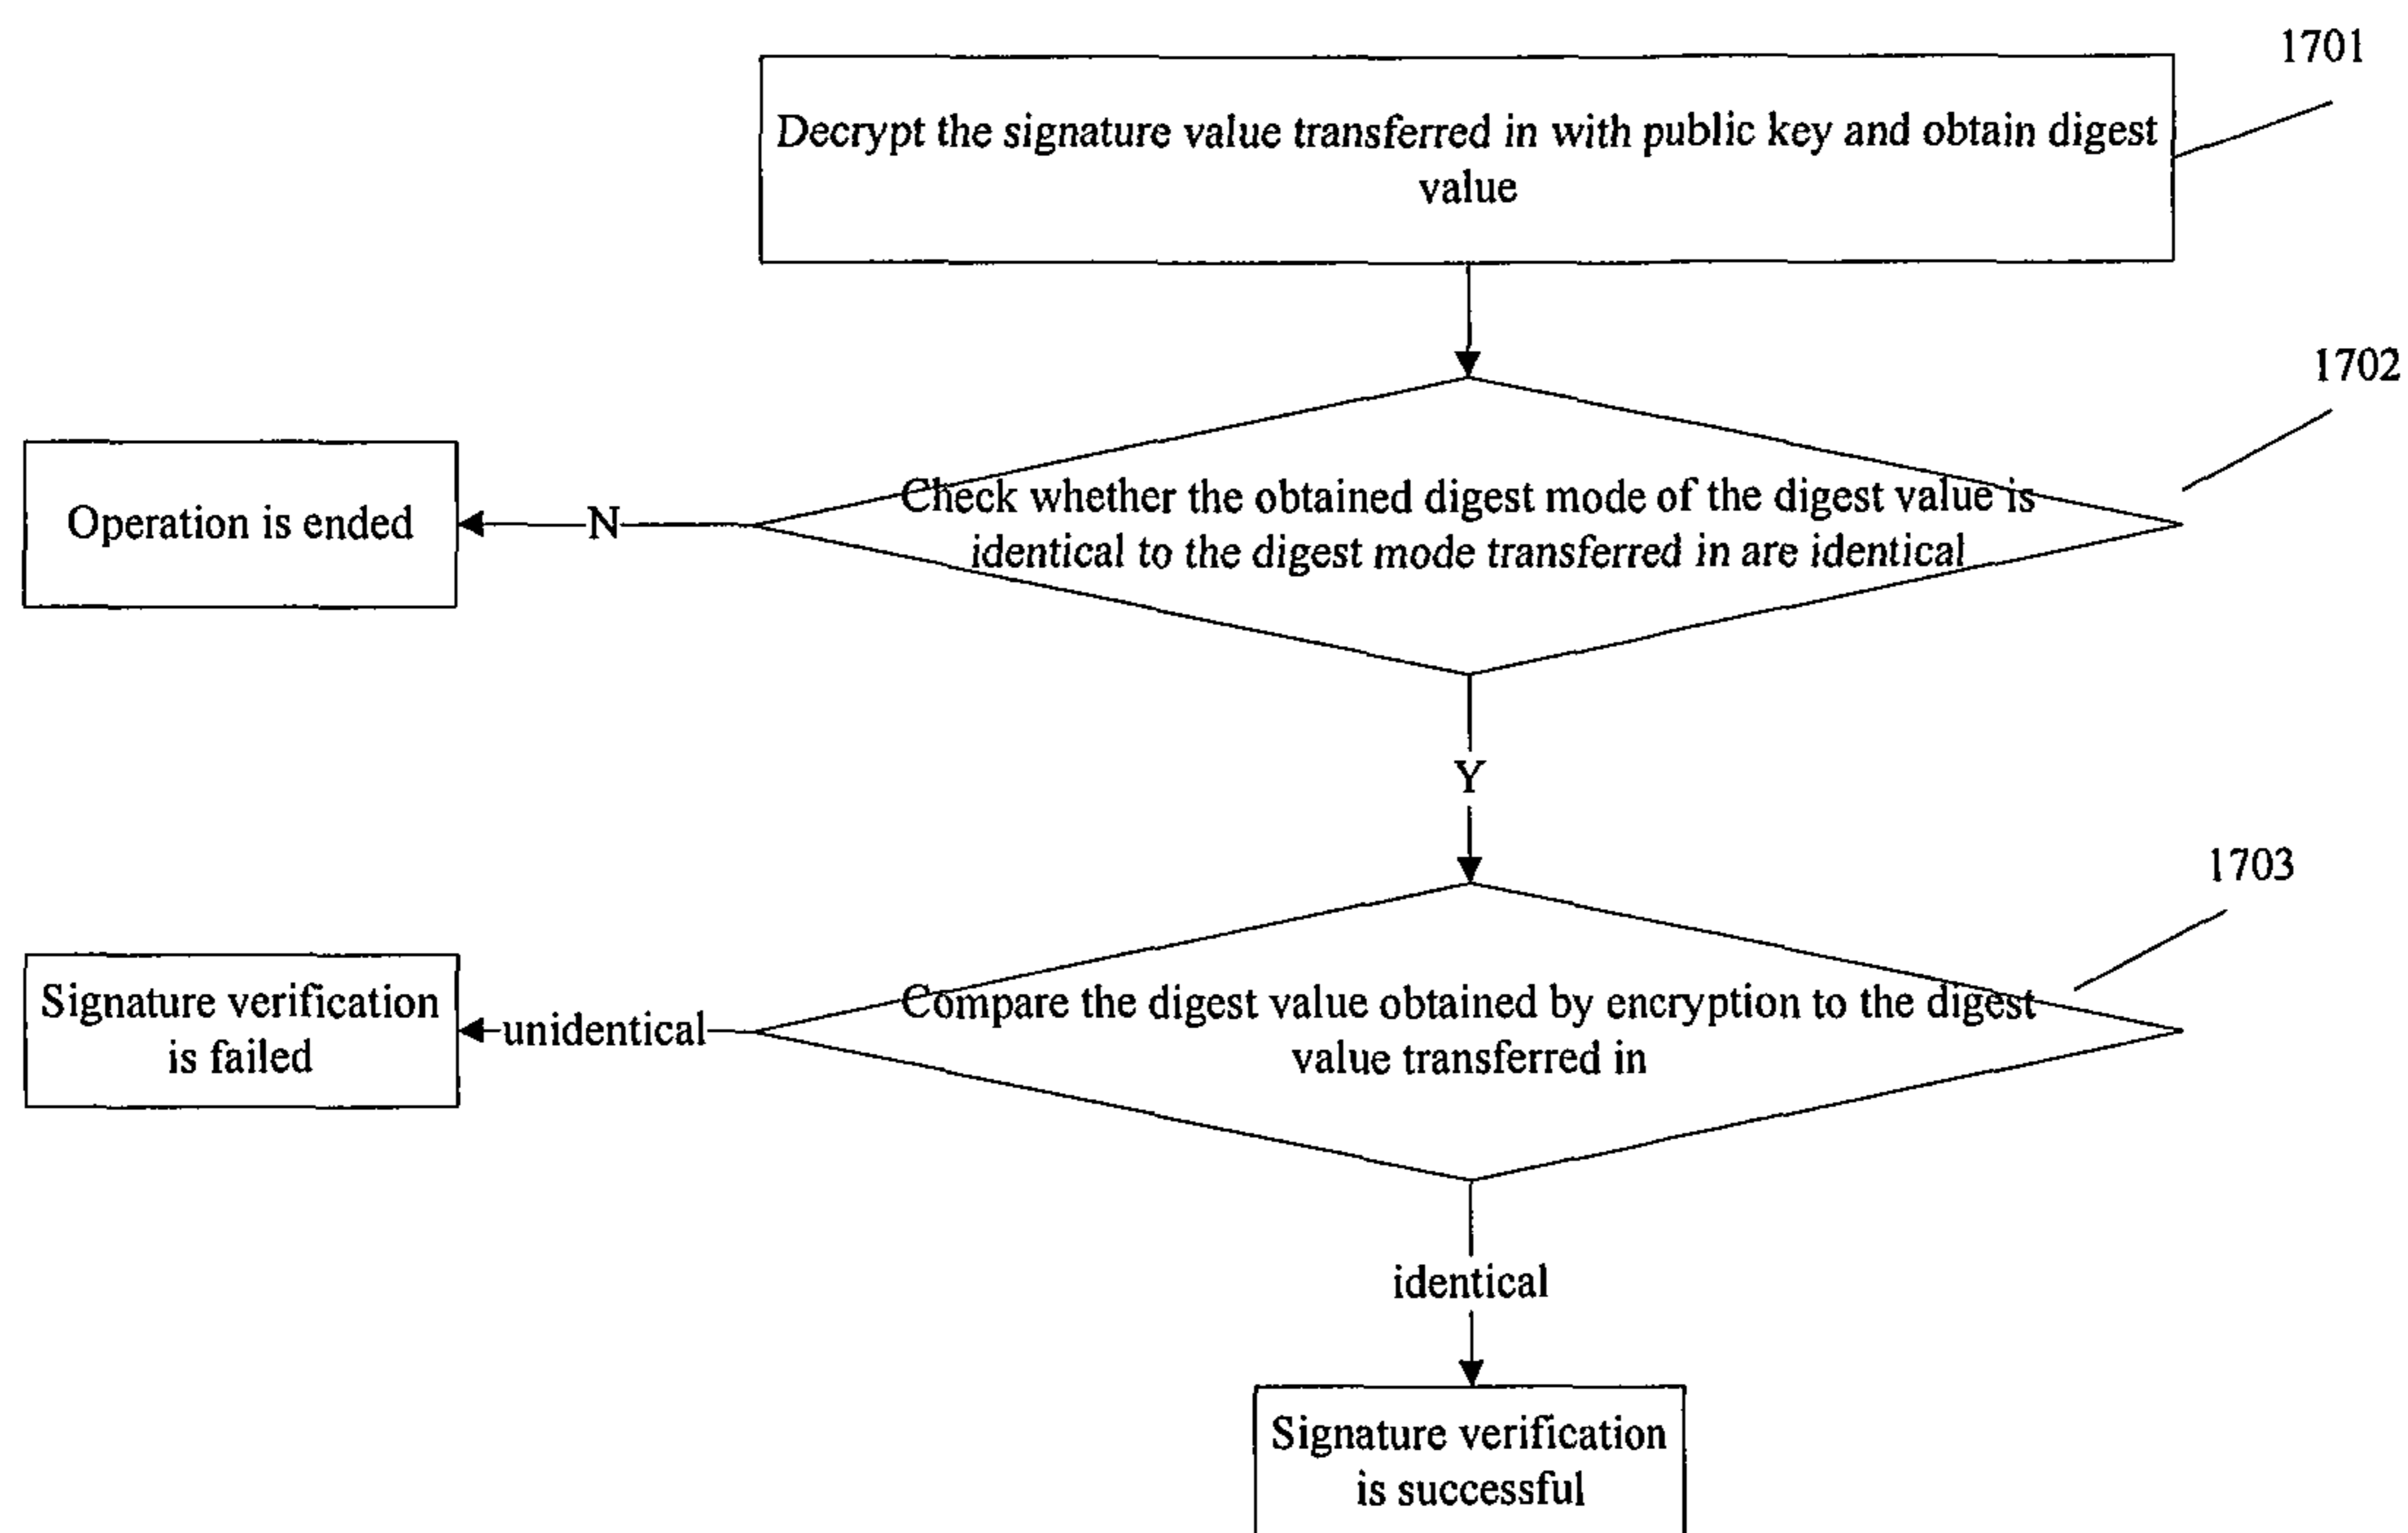 1701
Decrypt the signature value transferred in with public key and obtain digest
value
1702
Check whether the obtained digest mode of the digest value is
identical to the digest mode transferred in are identical
Operation is ended
N
Y
1703
Compare the digest value obtained by encryption to the digest
value transferred in
unidentical
Signature verification
is failed
identical
Signature verification
is successful